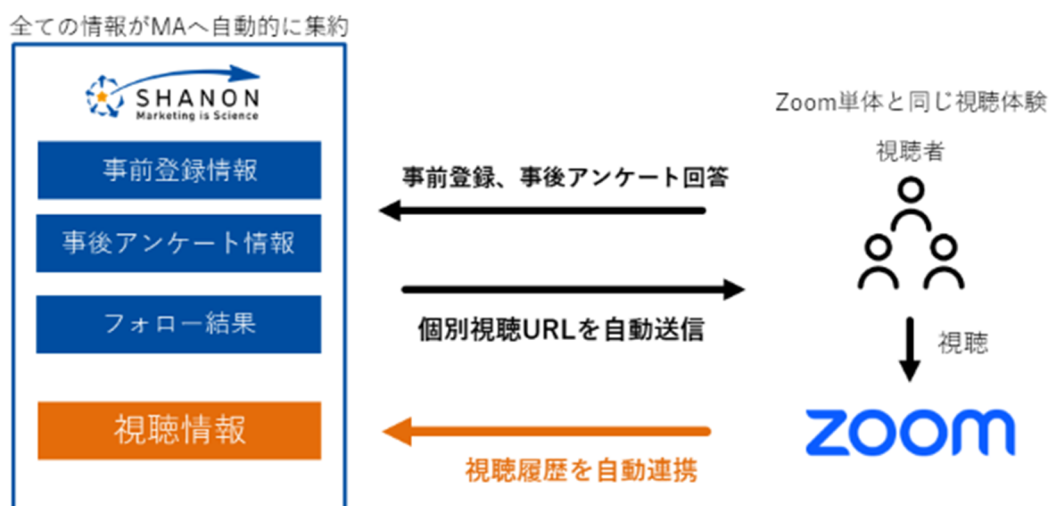 全ての情報がMAへ自動的に集約
SHANON
Marketing is Science
事前登録情報
事後アンケート情報
フォロー結果
視聴情報
事前登録、事後アンケート回答
個別視聴URLを自動送信
視聴履歴を自動連携
Zoom単体と同じ視聴体験
視聴者
視聴
zoom